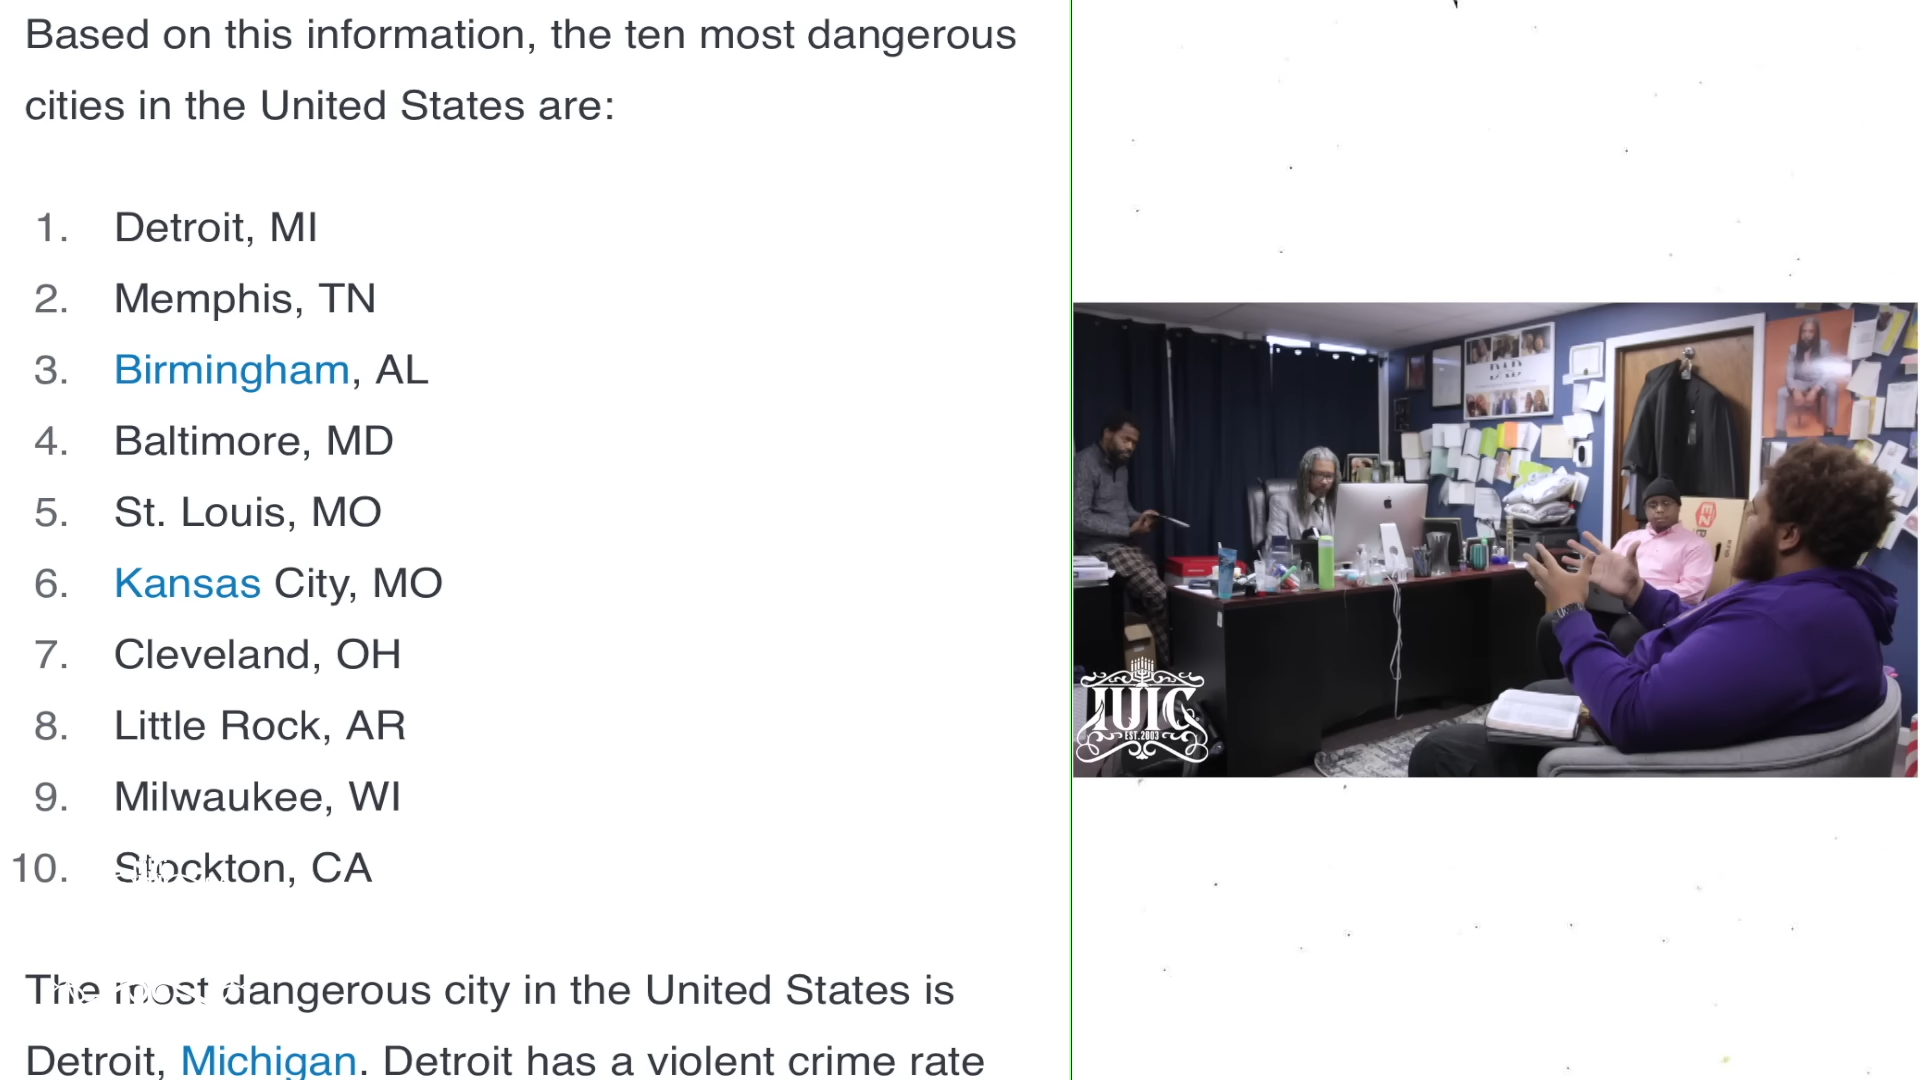 Based on this information, the ten most dangerous
cities in the United States are:
1. Detroit, MI
2. Memphis, TN
3. Birmingham, AL
4. Baltimore, MD
5. St. Louis, MO
6. Kansas City, MO
7. Cleveland, OH
8. Little Rock, AR
9. Milwaukee, WI
10. Stockton, CA
The most dangerous city in the United States is
Detroit, Michigan. Detroit has a violent crime rate
DAD
IUIC
EST. 2003